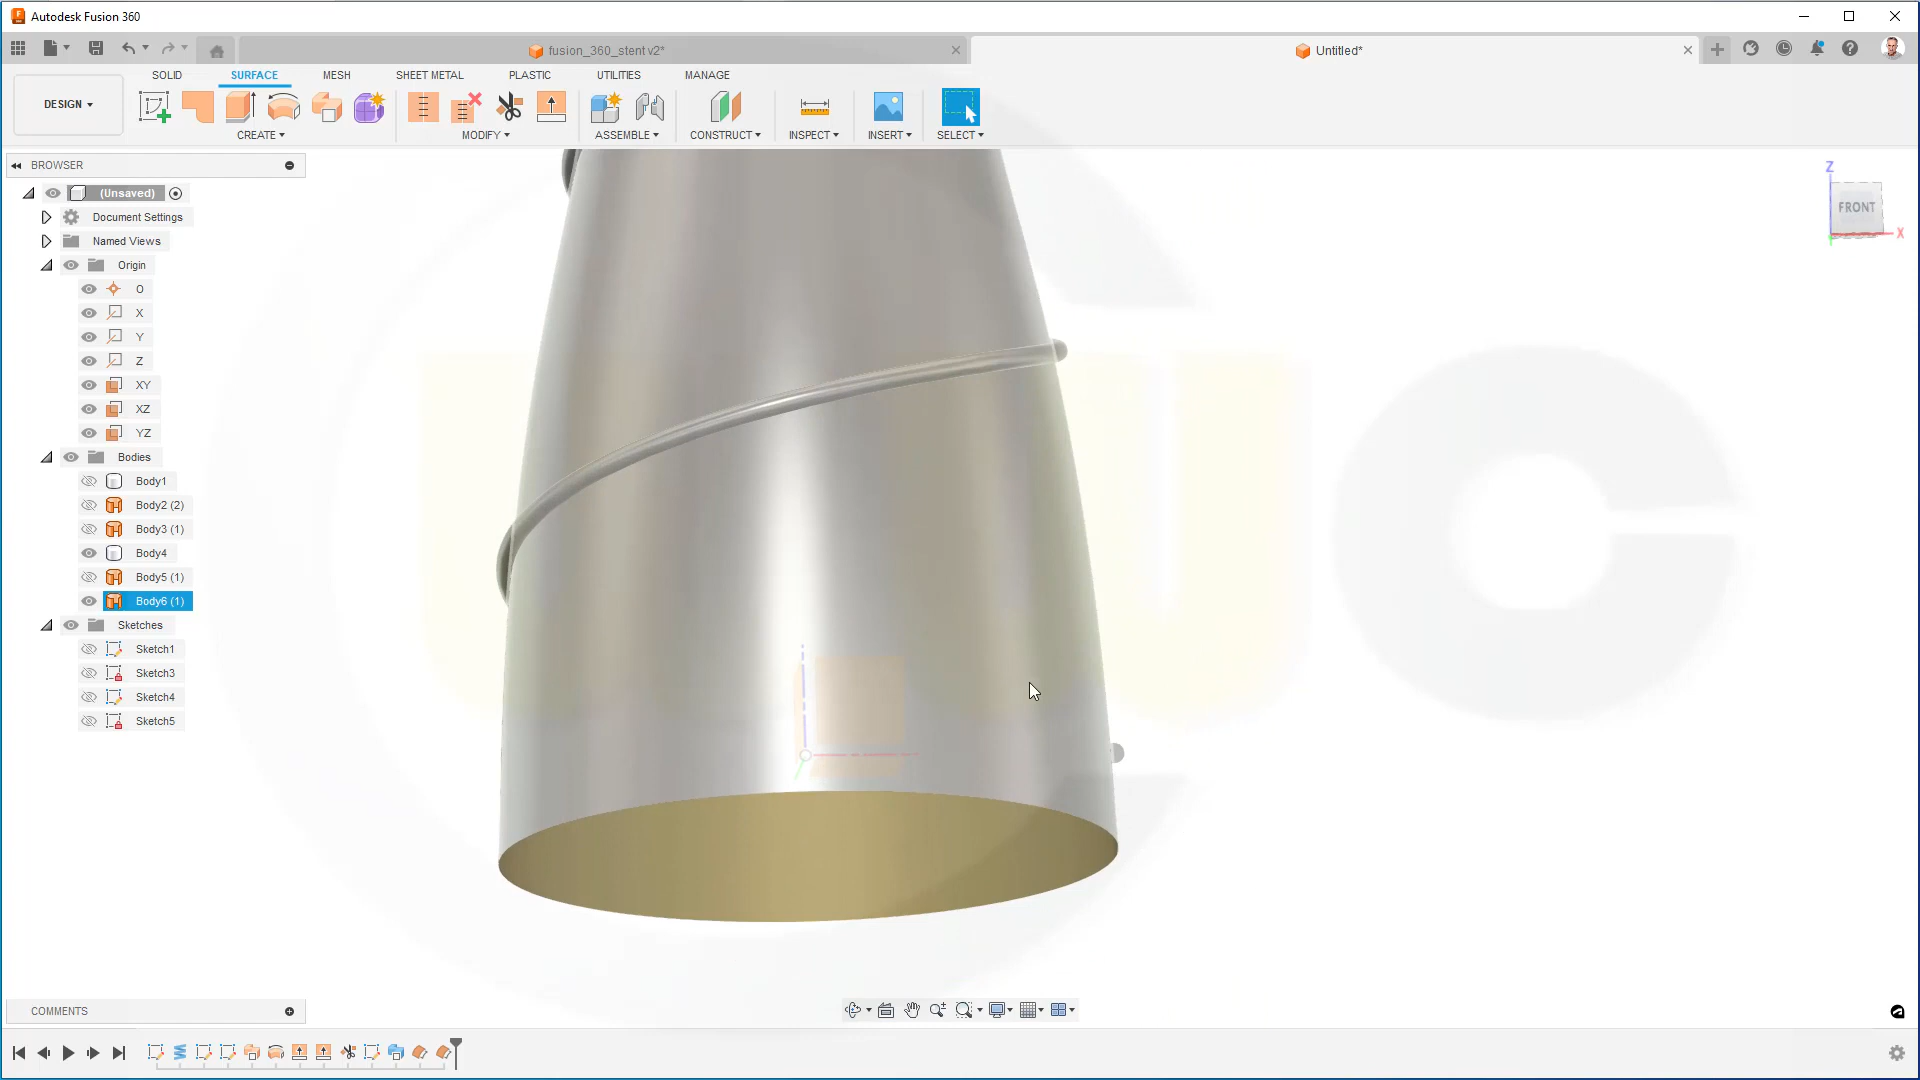 Autodesk Fusion 360
fusion_360_stent v2*
Untitled*
DESIGN
SOLID SURFACE MESH SHEET METAL PLASTIC UTILITIES MANAGE
CREATE MODIFY ASSEMBLE CONSTRUCT INSPECT INSERT SELECT
BROWSER
(Unsaved)
Document Settings
Named Views
Origin
O
X
Y
Z
XY
XZ
YZ
Bodies
Body1
Body2 (2)
Body3 (1)
Body4
Body5 (1)
Body6 (1)
Sketches
Sketch1
Sketch3
Sketch4
Sketch5
Z
FRONT
X
COMMENTS